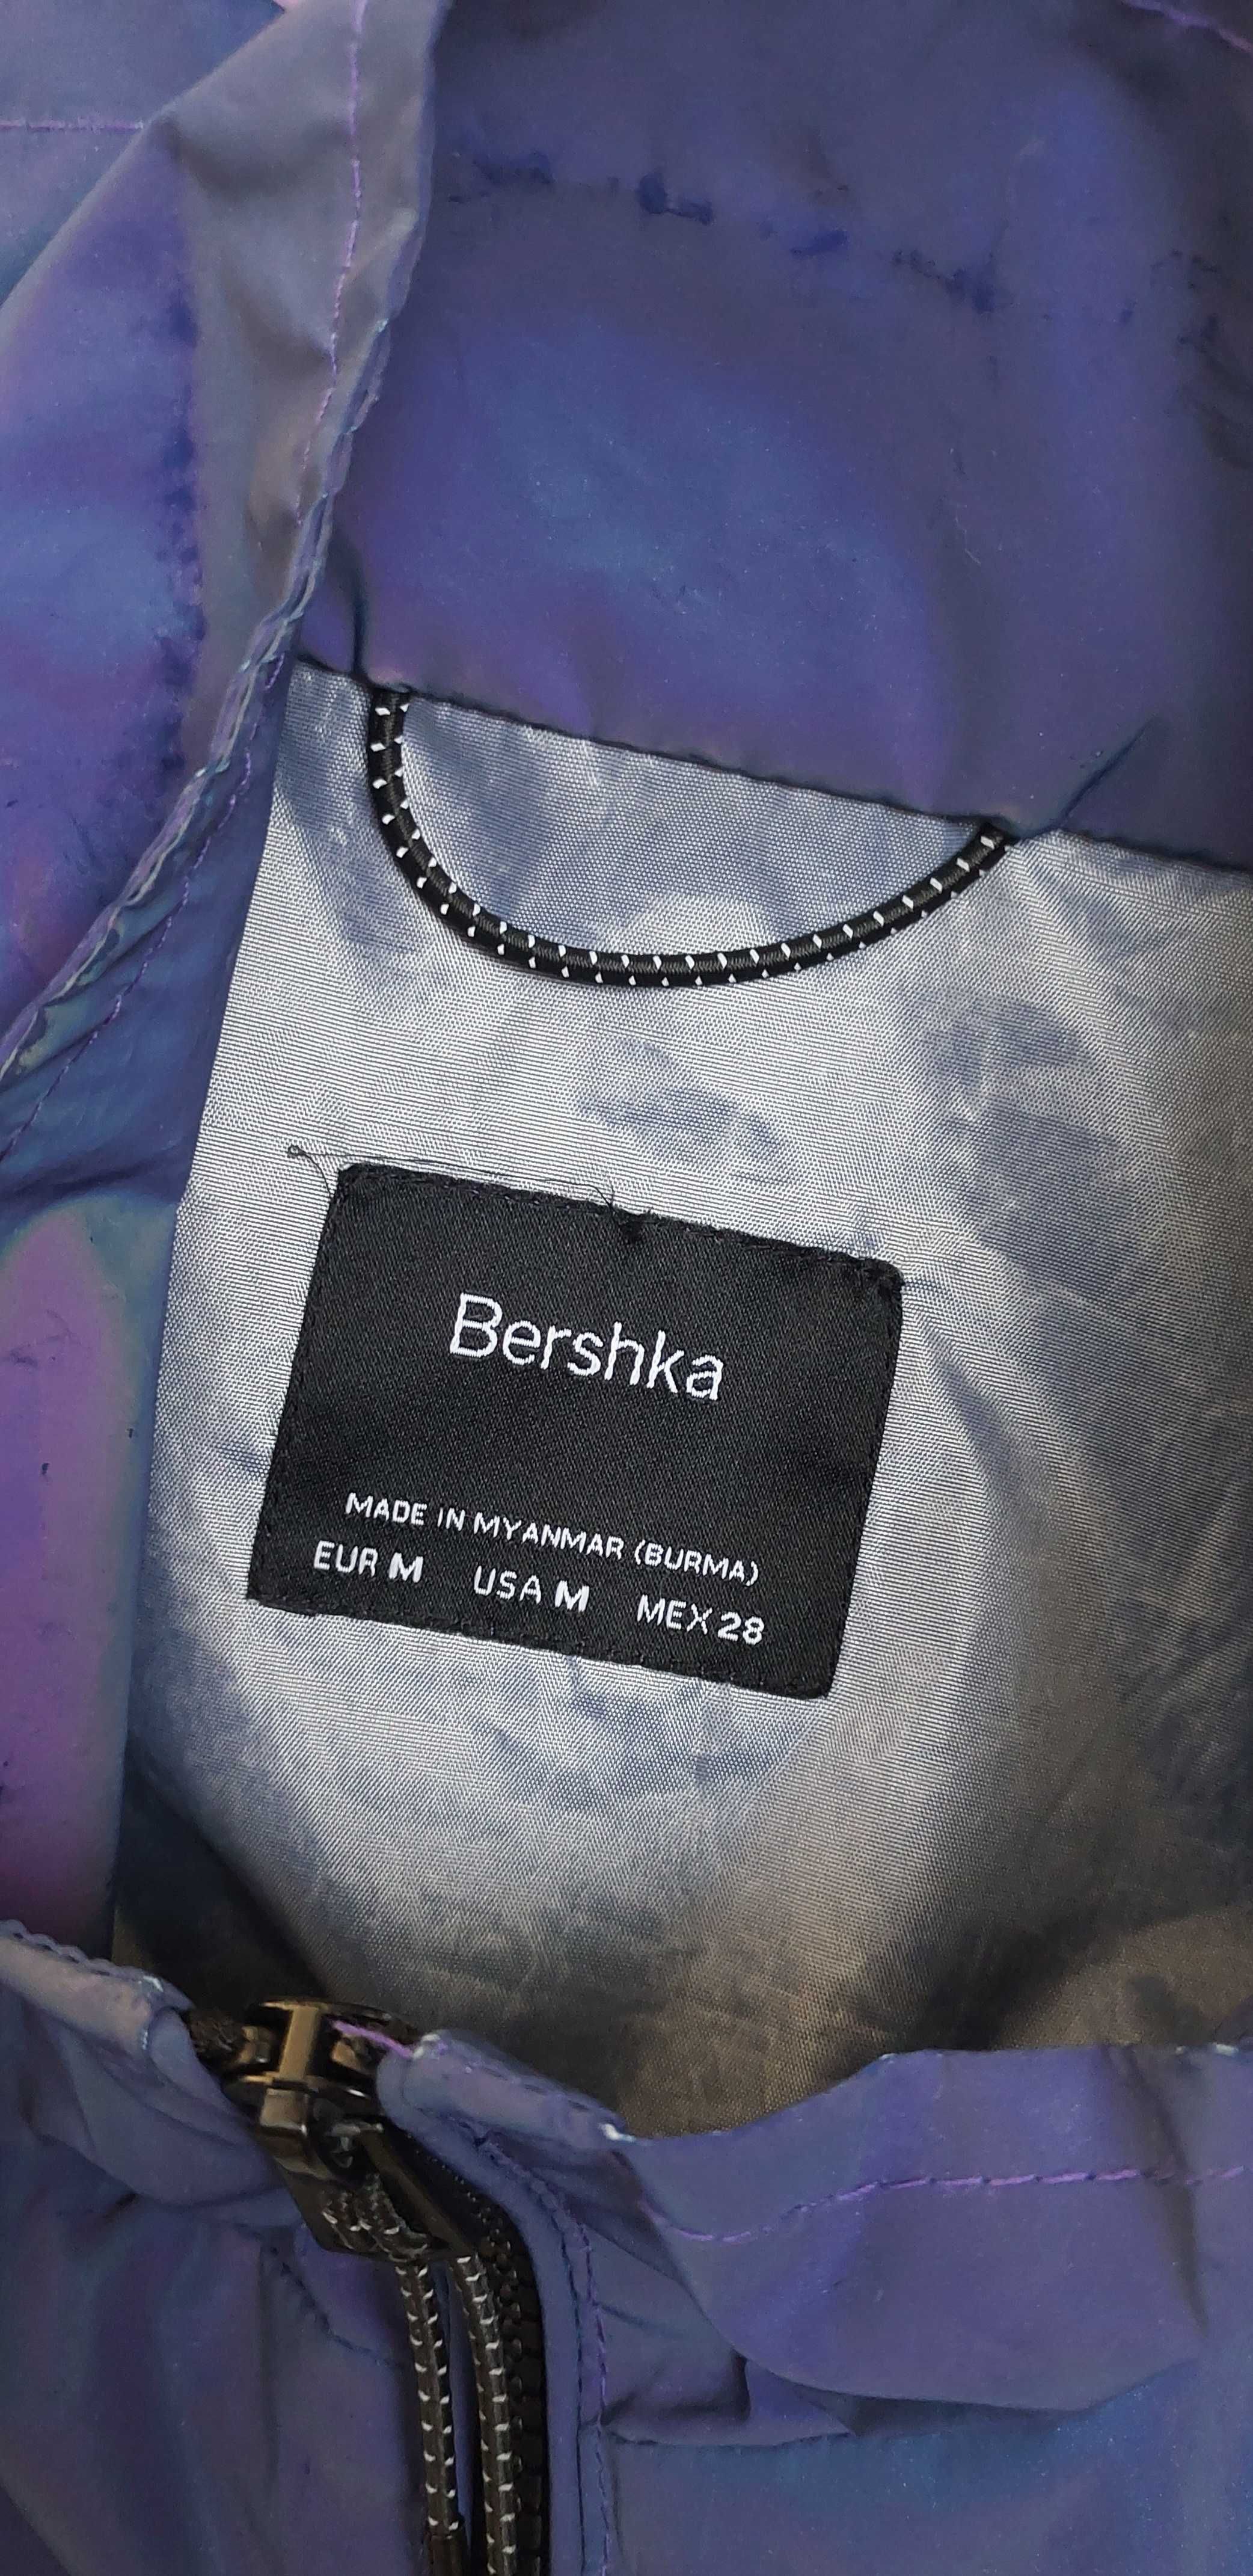 Bershka
MADE IN MYANMAR (BURMA)
EUR M USA M MEX 28